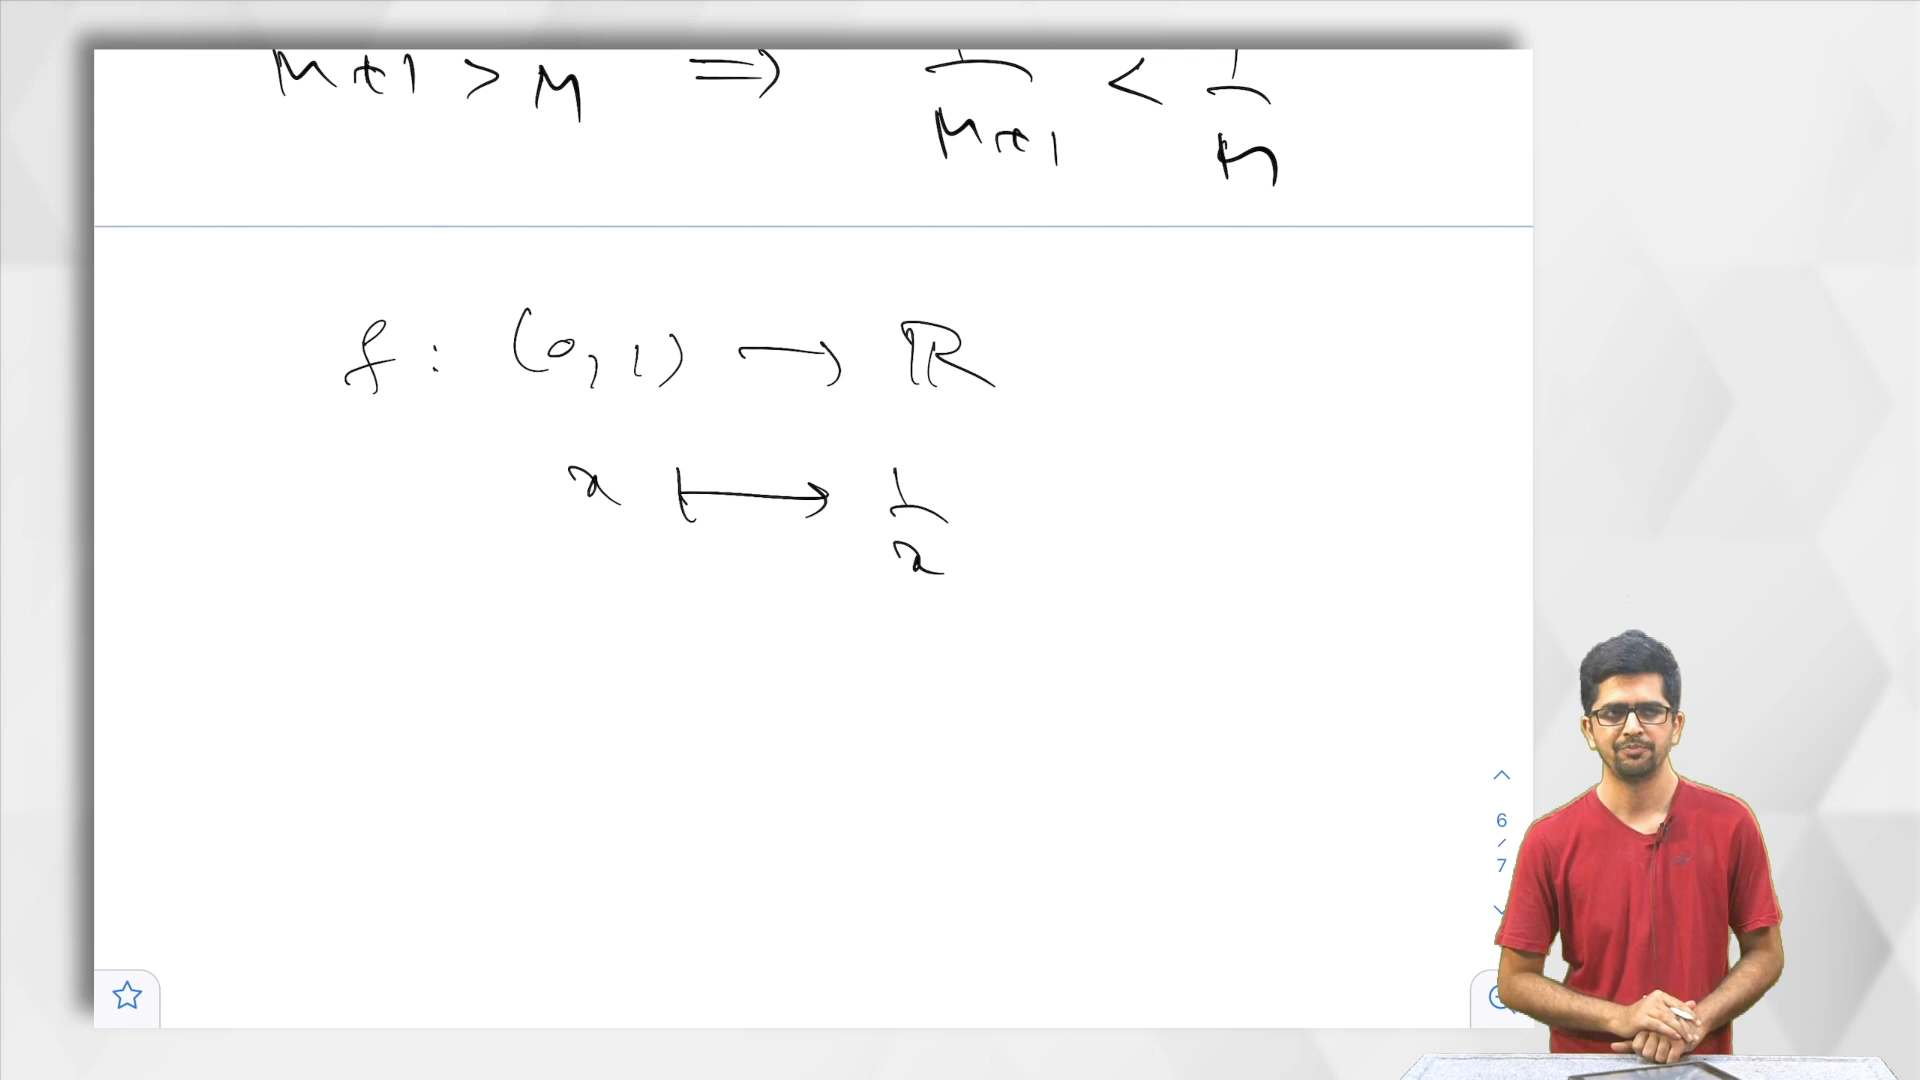 n+1 > n ⟹ 1/(n+1) < 1/n
f : (0,1) → ℝ
x ↦ 1/x
6
/
7